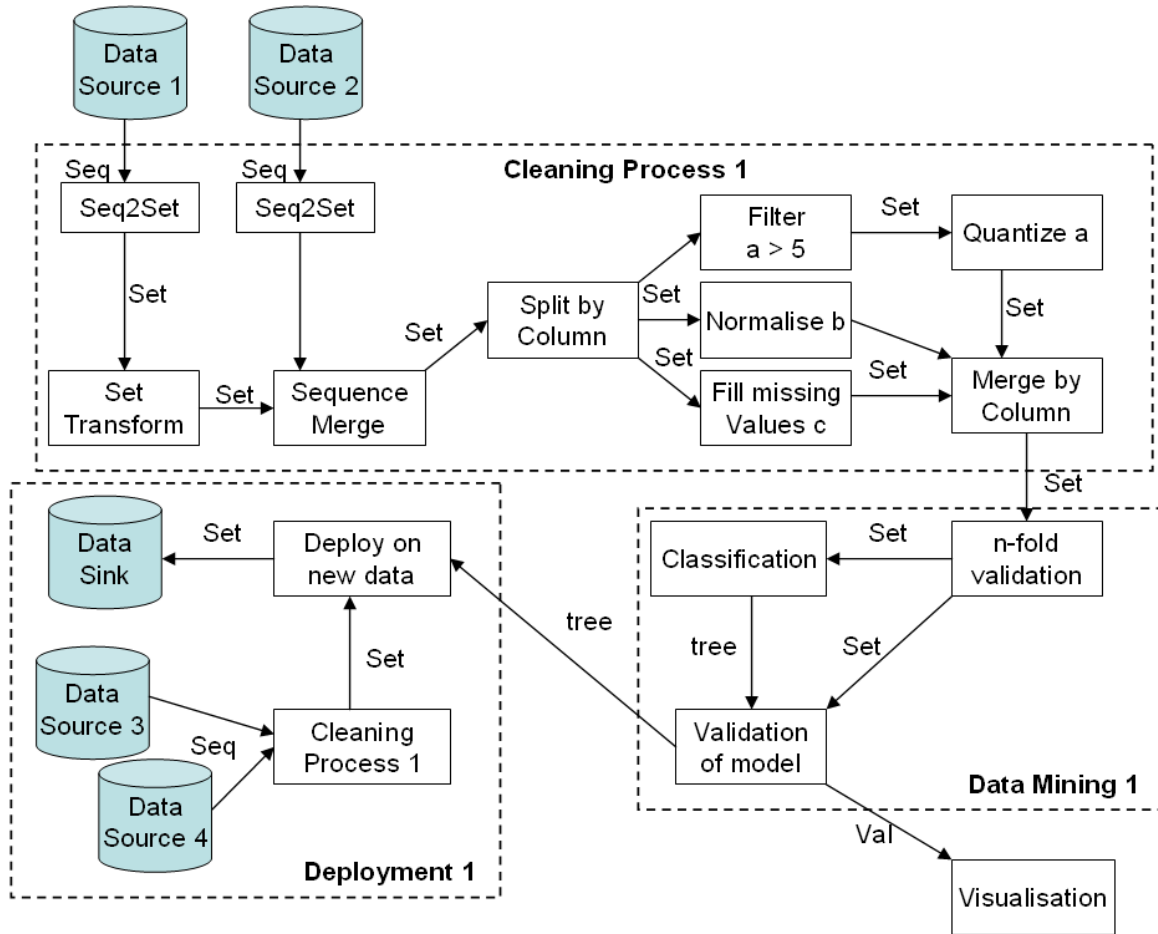 Data
Source 1
Data
Source 2
Seq
Seq
Cleaning Process 1
Seq2Set
Seq2Set
Filter
a > 5
Set
Quantize a
Set
Set
Split by
Column
Set
Normalise b
Set
Set
Set
Set
Transform
Set
Sequence
Merge
Fill missing
Values c
Set
Merge by
Column
Set
Data
Sink
Set
Deploy on
new data
Classification
Set
n-fold
validation
tree
tree
Set
Set
Data
Source 3
Seq
Cleaning
Process 1
Validation
of model
Data
Source 4
Data Mining 1
Val
Deployment 1
Visualisation